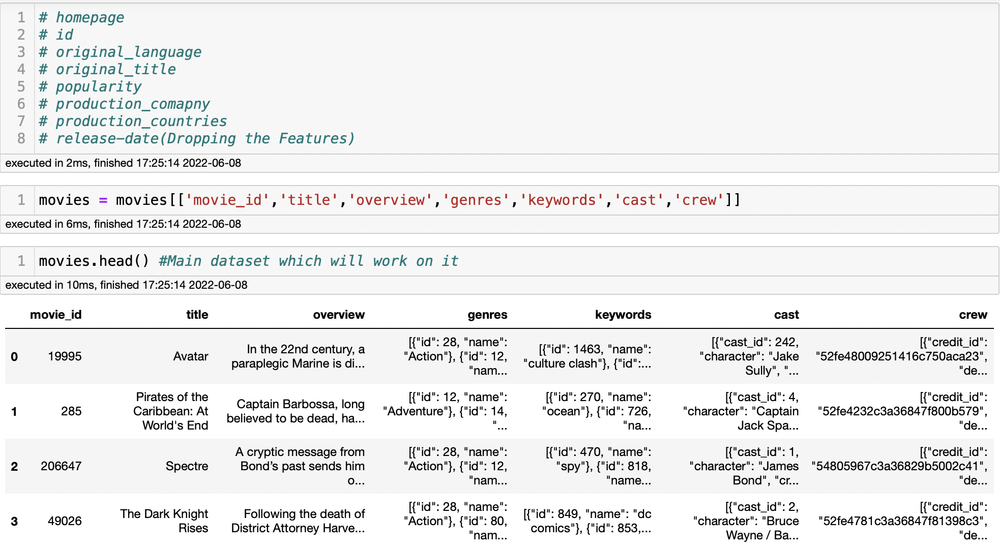 1 # homepage
2 # id
3 # original_language
4 # original_title
5 # popularity
6 # production_comapny
7 # production_countries
8 # release-date(Dropping the Features)
executed in 2ms, finished 17:25:14 2022-06-08
1 movies = movies[['movie_id','title','overview','genres','keywords','cast','crew']]
executed in 6ms, finished 17:25:14 2022-06-08
1 movies.head() #Main dataset which will work on it
executed in 10ms, finished 17:25:14 2022-06-08
movie_id title overview genres keywords cast crew
0
19995
Avatar
In the 22nd century, a
paraplegic Marine is di...
[{"id": 28, "name":
"Action"}, {"id": 12,
"nam...
[{"id": 1463, "name":
"culture clash"}, {"id":...
[{"cast_id": 242,
"character": "Jake
Sully", "...
[{"credit_id":
"52fe48009251416c750aca23",
"de...
1
285
Pirates of the
Caribbean: At
World's End
Captain Barbossa, long
believed to be dead, ha...
[{"id": 12, "name":
"Adventure"}, {"id": 14,
"...
[{"id": 270, "name":
"ocean"}, {"id": 726,
"na...
[{"cast_id": 4,
"character": "Captain
Jack Spa...
[{"credit_id":
"52fe4232c3a36847f800b579",
"de...
2
206647
Spectre
A cryptic message from
Bond’s past sends him
o...
[{"id": 28, "name":
"Action"}, {"id": 12,
"nam...
[{"id": 470, "name":
"spy"}, {"id": 818,
"name...
[{"cast_id": 1,
"character": "James
Bond", "cr...
[{"credit_id":
"54805967c3a36829b5002c41",
"de...
3
49026
The Dark Knight
Rises
Following the death of
District Attorney Harve...
[{"id": 28, "name":
"Action"}, {"id": 80,
"nam...
[{"id": 849, "name": "dc
comics"}, {"id": 853,...
[{"cast_id": 2,
"character": "Bruce
Wayne / Ba...
[{"credit_id":
"52fe4781c3a36847f81398c3",
"de...